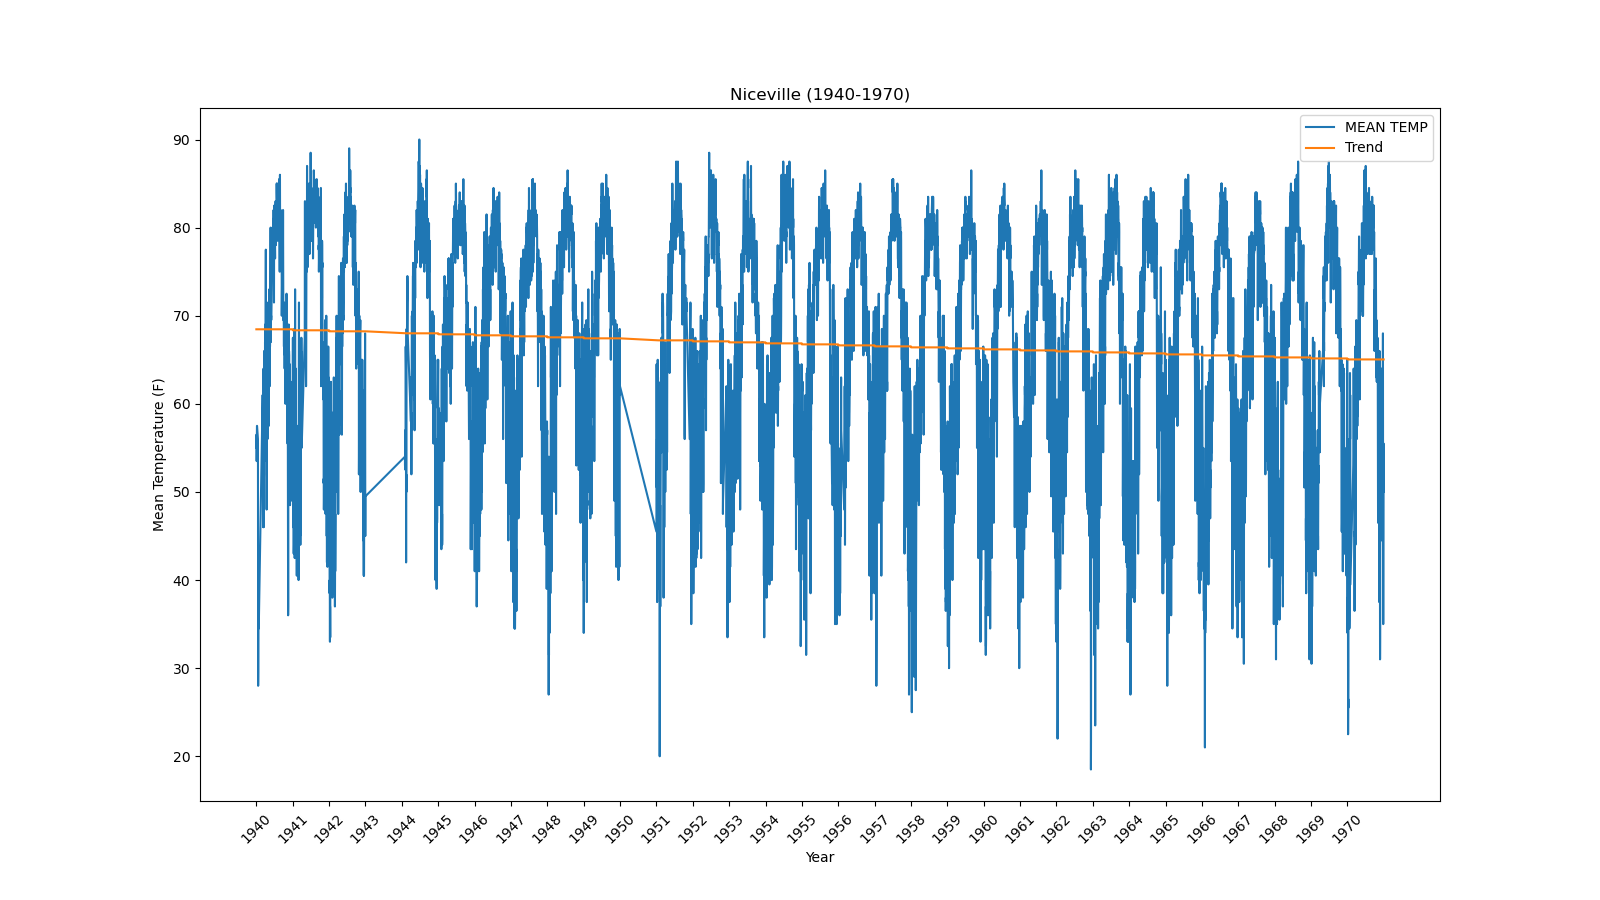 Niceville (1940-1970)
MEAN TEMP
Trend
90
80
70
60
50
40
30
20
Mean Temperature (F)
1940 1941 1942 1943 1944 1945 1946 1947 1948 1949 1950 1951 1952 1953 1954 1955 1956 1957 1958 1959 1960 1961 1962 1963 1964 1965 1966 1967 1968 1969 1970
Year